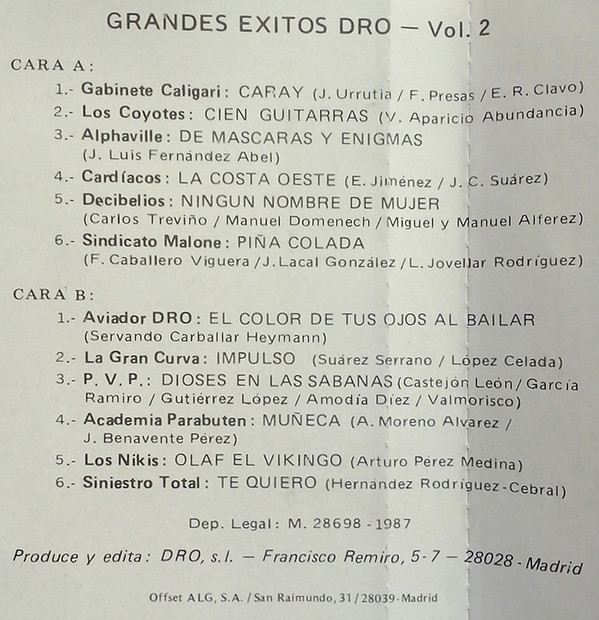 GRANDES EXITOS DRO — Vol. 2
CARA A:
1.- Gabinete Caligari: CARAY (J. Urrutia / F. Presas / E. R. Clavo)
2.- Los Coyotes: CIEN GUITARRAS (V. Aparicio Abundancia)
3.- Alphaville: DE MASCARAS Y ENIGMAS
(J. Luis Fernández Abel)
4.- Cardíacos: LA COSTA OESTE (E. Jiménez / J. C. Suárez)
5.- Decibelios: NINGUN NOMBRE DE MUJER
(Carlos Treviño / Manuel Domenech / Miguel y Manuel Alferez)
6.- Sindicato Malone: PIÑA COLADA
(F. Caballero Viguera /J. Lacal González /L. Jovellar Rodríguez)
CARA B:
1.- Aviador DRO: EL COLOR DE TUS OJOS AL BAILAR
(Servando Carballar Heymann)
2.- La Gran Curva: IMPULSO (Suárez Serrano / López Celada)
3.- P. V. P.: DIOSES EN LAS SABANAS (Castejón León / García
Ramiro / Gutiérrez López / Amodía Díez / Valmorisco)
4.- Academia Parabuten: MUÑECA (A. Moreno Alvarez /
J. Benavente Pérez)
5.- Los Nikis: OLAF EL VIKINGO (Arturo Pérez Medina)
6.- Siniestro Total: TE QUIERO (Hernández Rodríguez-Cebral)
Dep. Legal: M. 28698 - 1987
Produce y edita: DRO, s.l. — Francisco Remiro, 5-7 — 28028 - Madrid
Offset ALG, S.A. / San Raimundo, 31 / 28039-Madrid